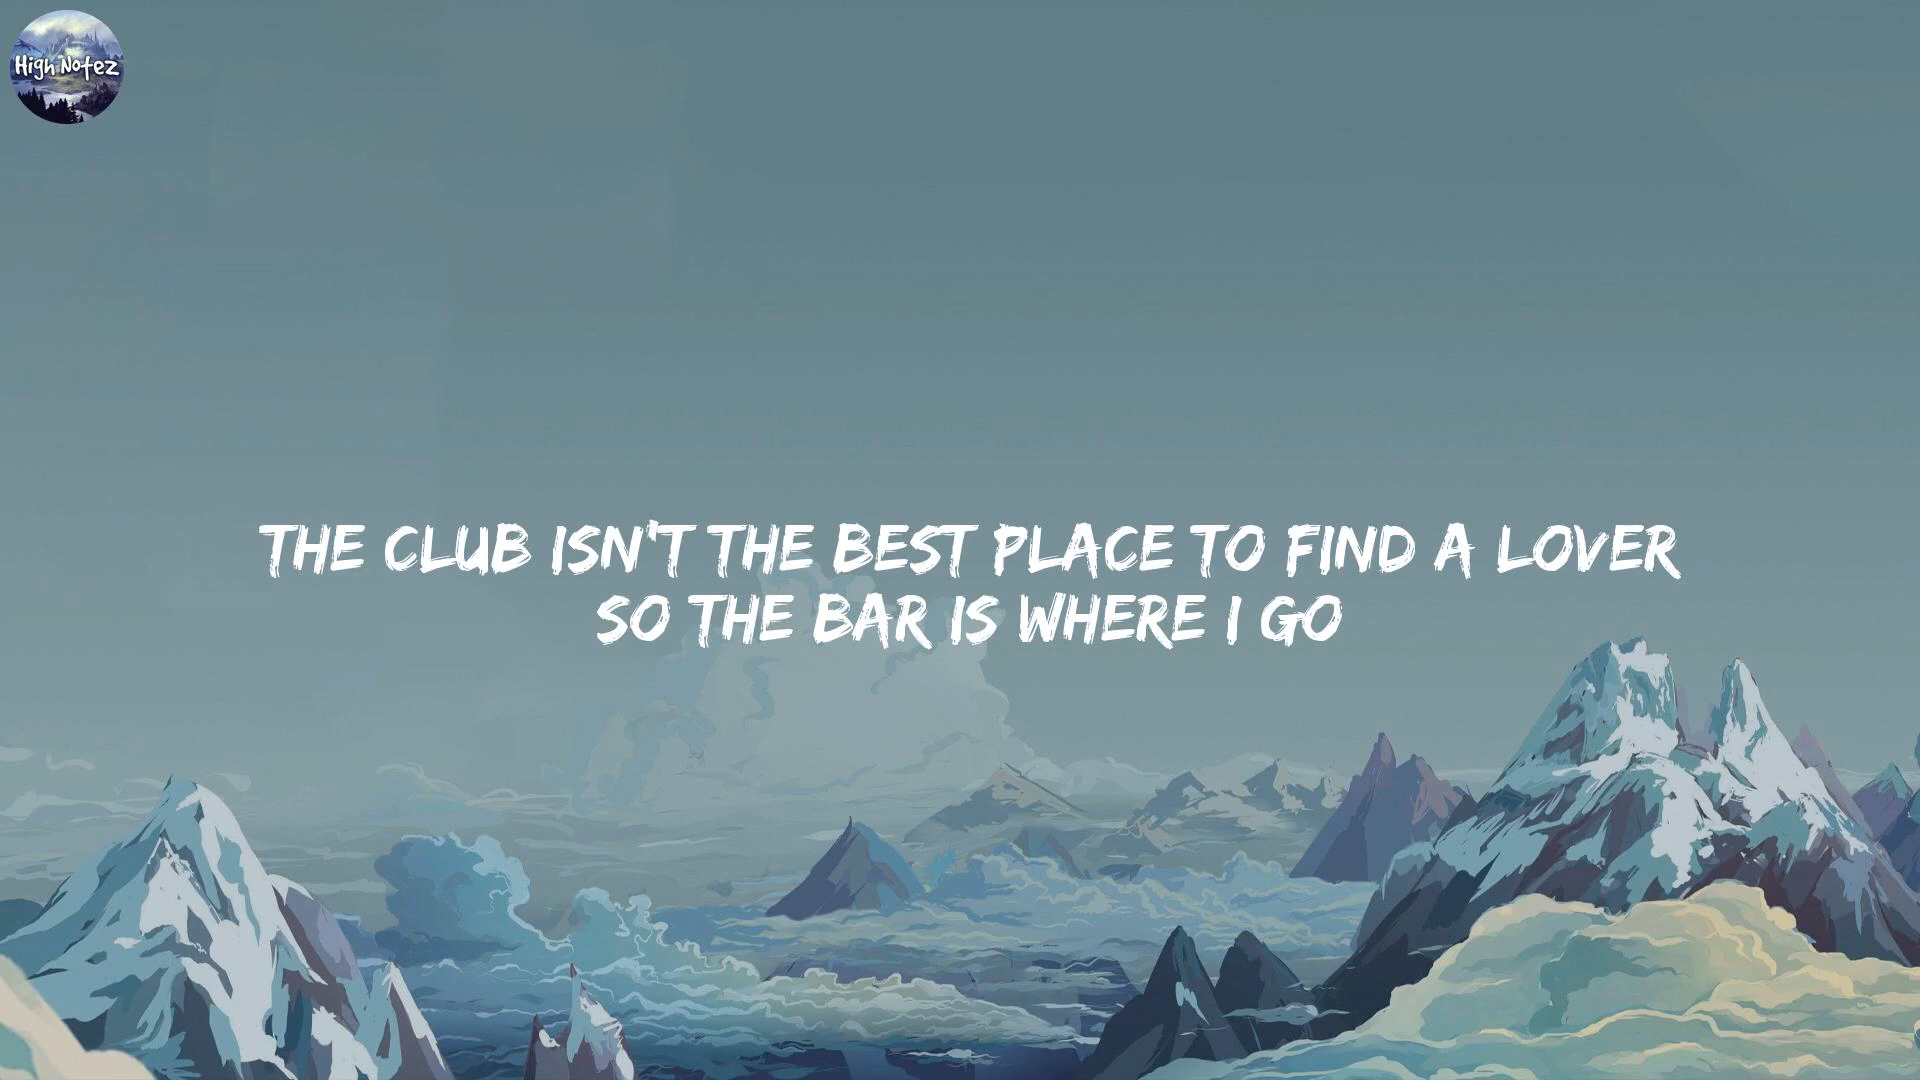 High Notez
THE CLUB ISN'T THE BEST PLACE TO FIND A LOVER
SO THE BAR IS WHERE I GO